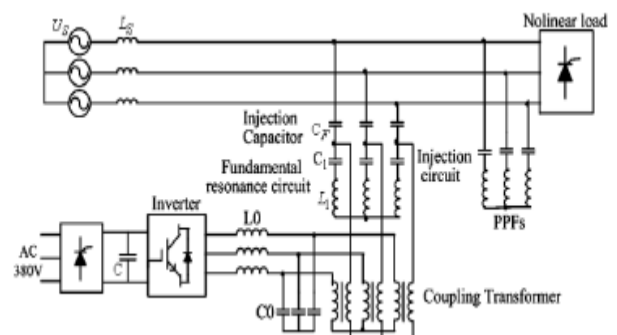 U_S
L_S
Nolinear load
Injection
Capacitor
C_F
Fundamental
resonance circuit
C_1
L_1
Injection
circuit
PPFs
Inverter
L0
AC
380V
C
C0
Coupling Transformer